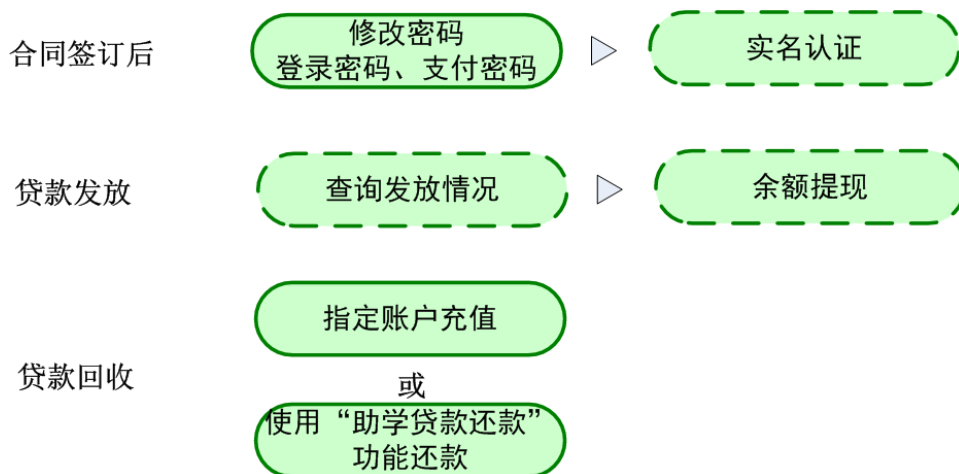 合同签订后
修改密码
登录密码、支付密码
实名认证
贷款发放
查询发放情况
余额提现
贷款回收
指定账户充值
或
使用“助学贷款还款”
功能还款